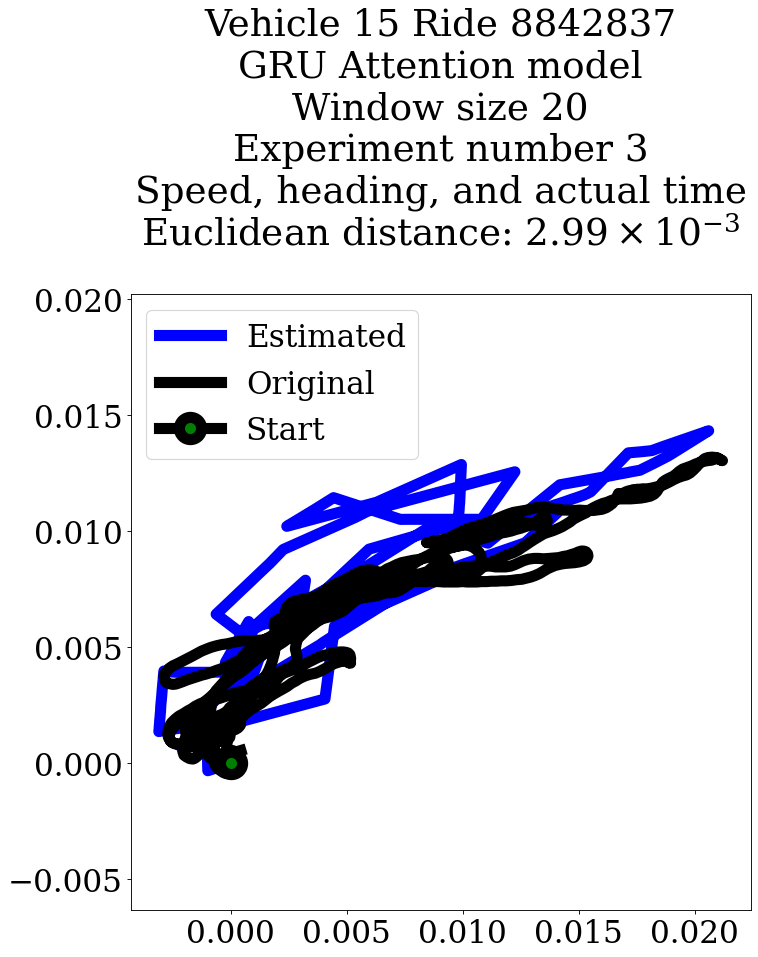 Vehicle 15 Ride 8842837
GRU Attention model
Window size 20
Experiment number 3
Speed, heading, and actual time
Euclidean distance: 2.99 × 10⁻³
0.020
0.015
0.010
0.005
0.000
−0.005
Estimated
Original
Start
0.000 0.005 0.010 0.015 0.020